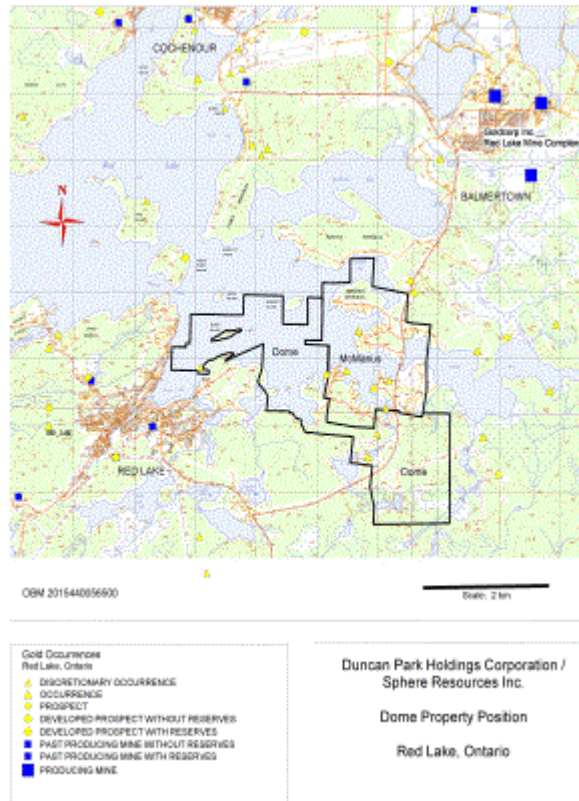 COCHENOUR
Goldcorp Inc.
Red Lake Mine Complex
BALMERTOWN
N
Dome
McManus
RED LAKE
Dome
OBM 2015440056500
Scale: 2 km
Gold Occurrences
Red Lake, Ontario
DISCRETIONARY OCCURRENCE
OCCURRENCE
PROSPECT
DEVELOPED PROSPECT WITHOUT RESERVES
DEVELOPED PROSPECT WITH RESERVES
PAST PRODUCING MINE WITHOUT RESERVES
PAST PRODUCING MINE WITH RESERVES
PRODUCING MINE
Duncan Park Holdings Corporation /
Sphere Resources Inc.
Dome Property Position
Red Lake, Ontario